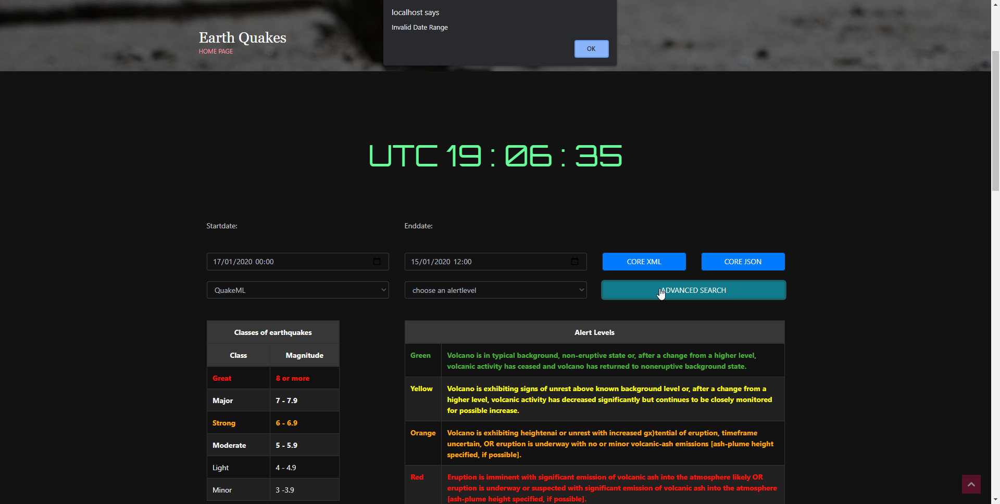 localhost says
Invalid Date Range
OK
Earth Quakes
HOME PAGE
UTC 19 : 06 : 35
Startdate:
Enddate:
17/01/2020 00:00
15/01/2020 12:00
CORE XML
CORE JSON
QuakeML
choose an alertlevel
ADVANCED SEARCH
Classes of earthquakes
Class Magnitude
Great 8 or more
Major 7 - 7.9
Strong 6 - 6.9
Moderate 5 - 5.9
Light 4 - 4.9
Minor 3 -3.9
Alert Levels
Green Volcano is in typical background, non-eruptive state or, after a change from a higher level,
volcanic activity has ceased and volcano has returned to noneruptive background state.
Yellow Volcano is exhibiting signs of unrest above known background level or, after a change from a
higher level, volcanic activity has decreased significantly but continues to be closely monitored
for possible increase.
Orange Volcano is exhibiting heightenai or unrest with increased gx)tential of eruption, timeframe
uncertain, OR eruption is underway with no or minor volcanic-ash emissions [ash-plume height
specified, if possible].
Red Eruption is imminent with significant emission of volcanic ash into the atmosphere likely OR
eruption is underway or suspected with significant emission of volcanic ash into the atmosphere
[ash-plume height specified, if possible].